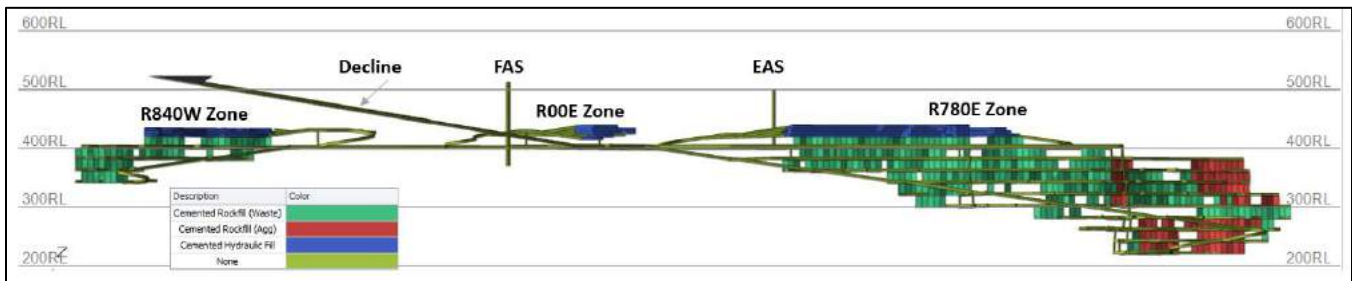 600RL 600RL
Decline FAS EAS
500RL 500RL
R840W Zone R00E Zone R780E Zone
400RL 400RL
Description Color
Cemented Rockfill (Waste)
300RL 300RL
Cemented Rockfill (Agg)
Cemented Hydraulic Fill
None
200RL 200RL
Z